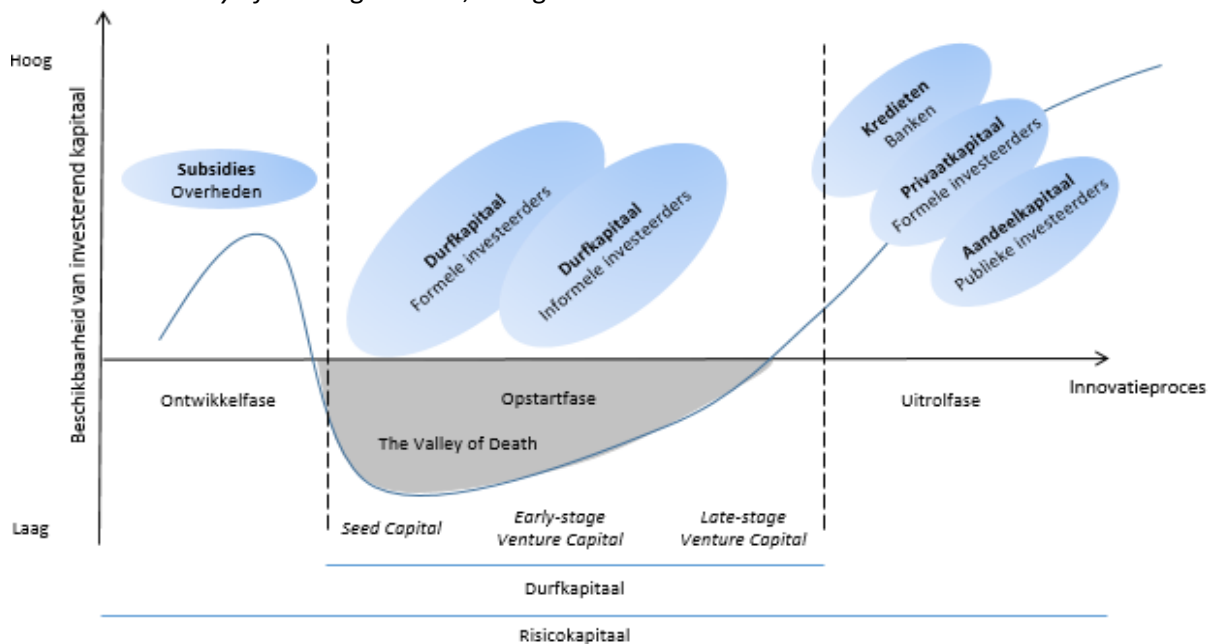 Hoog
Beschikbaarheid van investerend kapitaal
Laag
Subsidies
Overheden
Durfkapitaal
Formele investeerders
Durfkapitaal
Informele investeerders
Kredieten
Banken
Privaatkapitaal
Formele investeerders
Aandeelkapitaal
Publieke investeerders
Ontwikkelfase
Opstartfase
Uitrolfase
Innovatieproces
The Valley of Death
Seed Capital
Early-stage
Venture Capital
Late-stage
Venture Capital
Durfkapitaal
Risicokapitaal